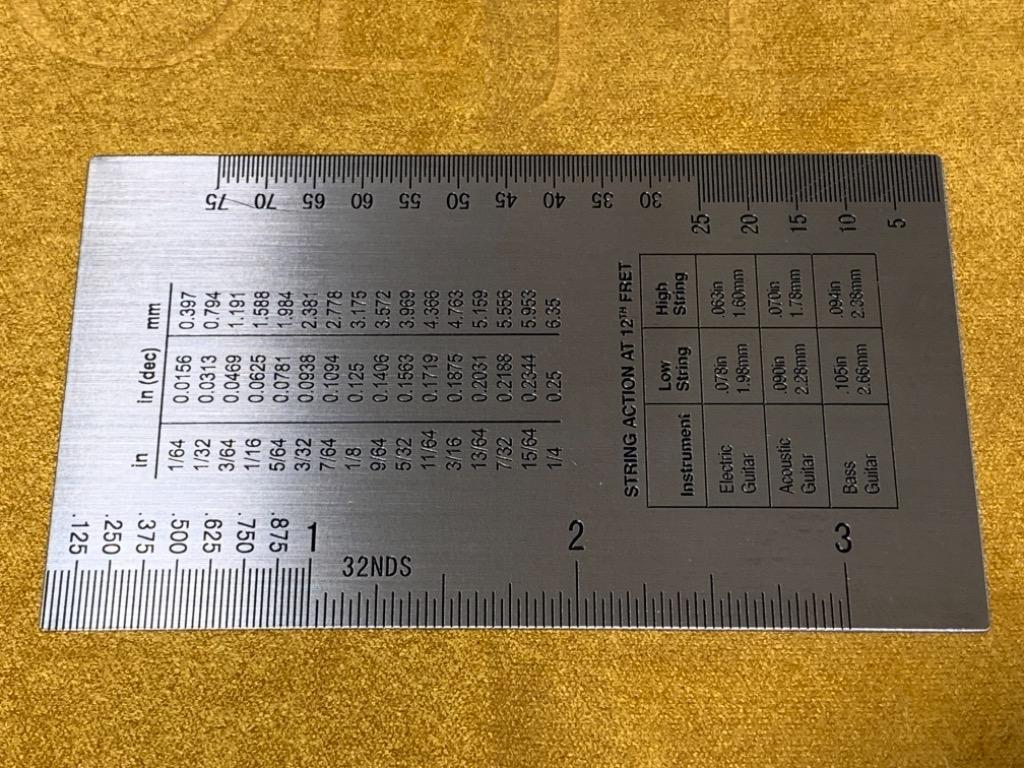 75 70 65 60 55 50 45 40 35 30 25 20 15 10 5
in in (dec) mm
1/64 0.0156 0.397
1/32 0.0313 0.794
3/64 0.0469 1.191
1/16 0.0625 1.588
5/64 0.0781 1.984
3/32 0.0938 2.381
7/64 0.1094 2.778
1/8 0.125 3.175
9/64 0.1406 3.572
5/32 0.1563 3.969
11/64 0.1719 4.366
3/16 0.1875 4.763
13/64 0.2031 5.159
7/32 0.2188 5.556
15/64 0.2344 5.953
1/4 0.25 6.35
STRING ACTION AT 12TH FRET
Instrument Low String High String
Electric Guitar .078in 1.98mm .063in 1.60mm
Acoustic Guitar .090in 2.28mm .070in 1.78mm
Bass Guitar .105in 2.66mm .094in
.125 .250 .375 .500 .625 .750 .875 1 2 3
32NDS